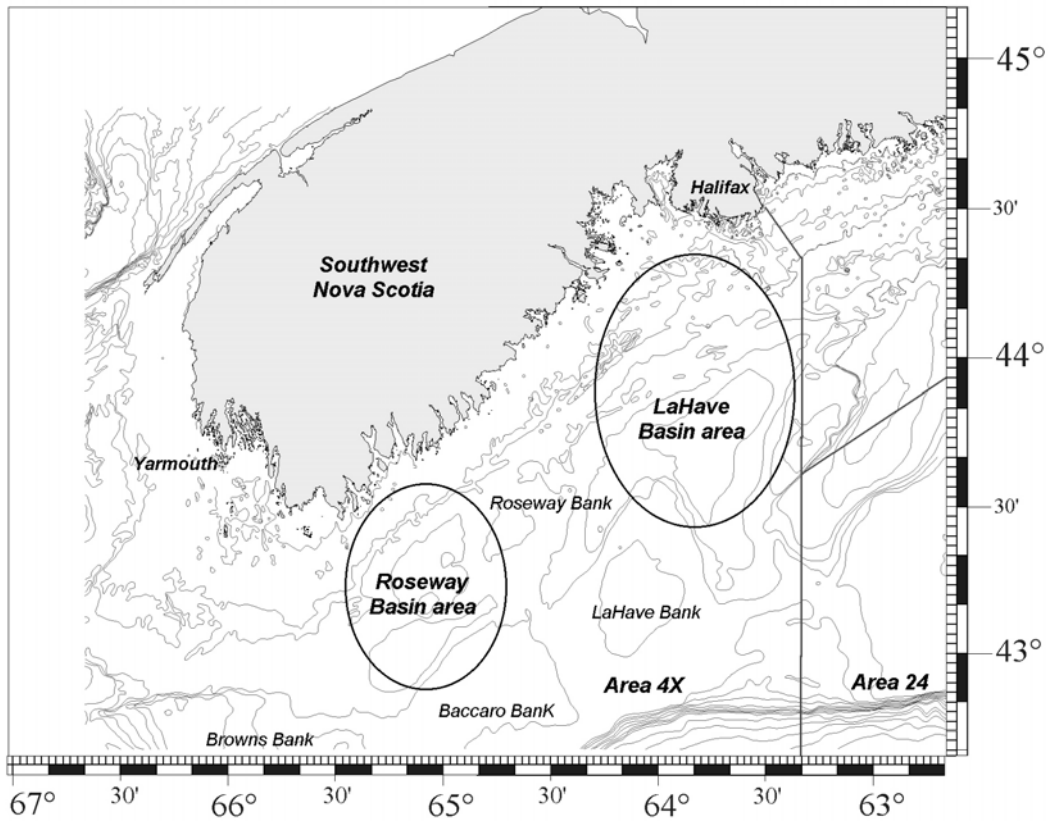 45°
Halifax
30'
Southwest
Nova Scotia
44°
LaHave
Basin area
Yarmouth
Roseway Bank
30'
Roseway
Basin area
LaHave Bank
43°
Area 4X
Area 24
Baccaro BanK
Browns Bank
67°
30'
66°
30'
65°
30'
64°
30'
63°